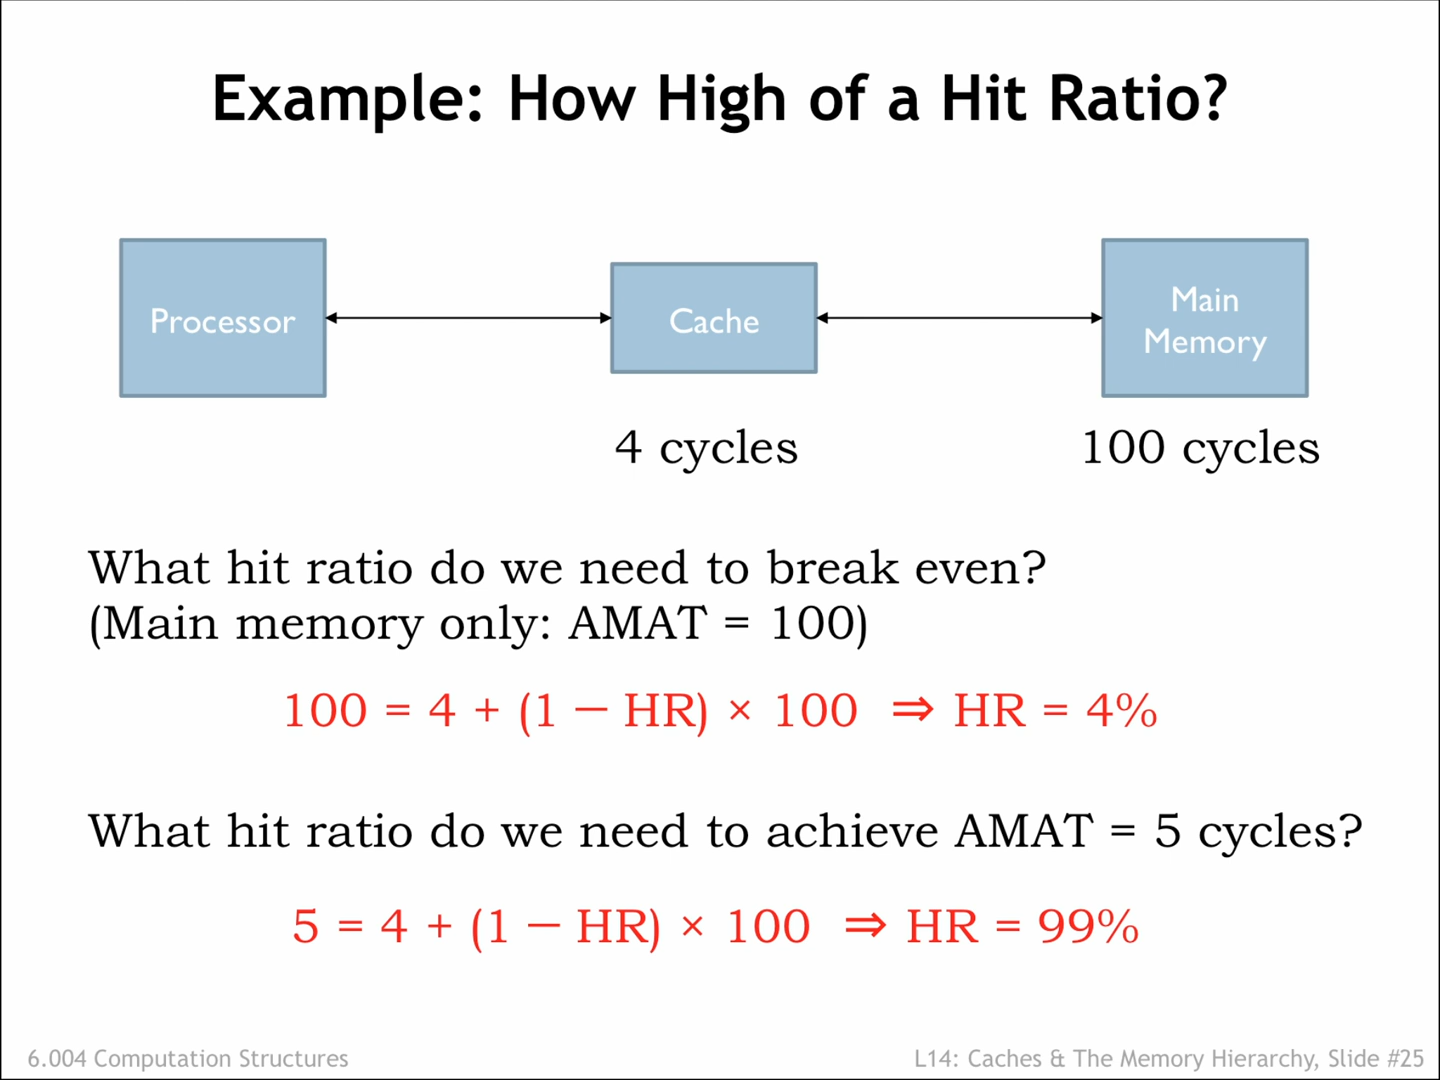 Example: How High of a Hit Ratio?
Processor
Cache
Main
Memory
4 cycles
100 cycles
What hit ratio do we need to break even?
(Main memory only: AMAT = 100)
100 = 4 + (1 − HR) × 100 ⇒ HR = 4%
What hit ratio do we need to achieve AMAT = 5 cycles?
5 = 4 + (1 − HR) × 100 ⇒ HR = 99%
6.004 Computation Structures
L14: Caches & The Memory Hierarchy, Slide #25